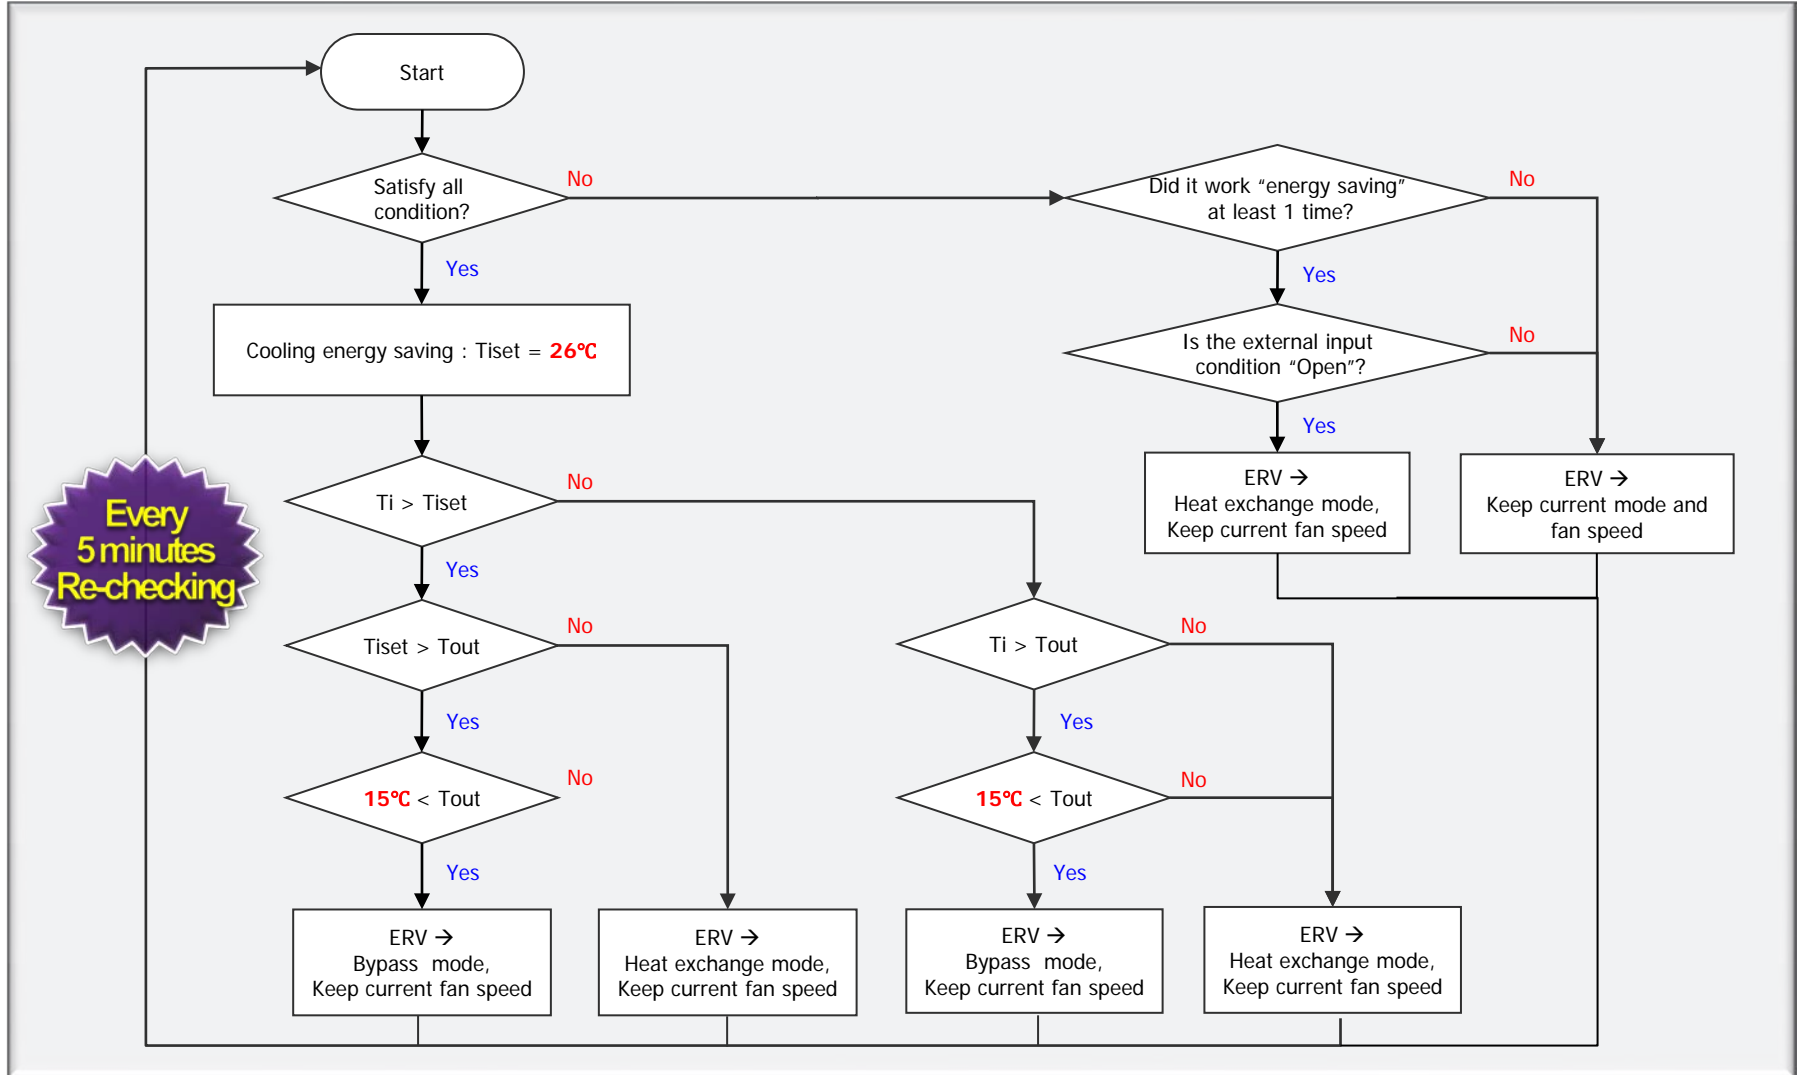 Start
Satisfy all
condition?
No
Did it work “energy saving”
at least 1 time?
No
Yes
Yes
Cooling energy saving : Tiset = 26℃
Is the external input
condition “Open”?
No
Yes
Ti > Tiset
No
ERV →
Heat exchange mode,
Keep current fan speed
ERV →
Keep current mode and
fan speed
Every
5 minutes
Re-checking
Yes
Tiset > Tout
No
Ti > Tout
No
Yes
Yes
15℃ < Tout
No
15℃ < Tout
No
Yes
Yes
ERV →
Bypass mode,
Keep current fan speed
ERV →
Heat exchange mode,
Keep current fan speed
ERV →
Bypass mode,
Keep current fan speed
ERV →
Heat exchange mode,
Keep current fan speed